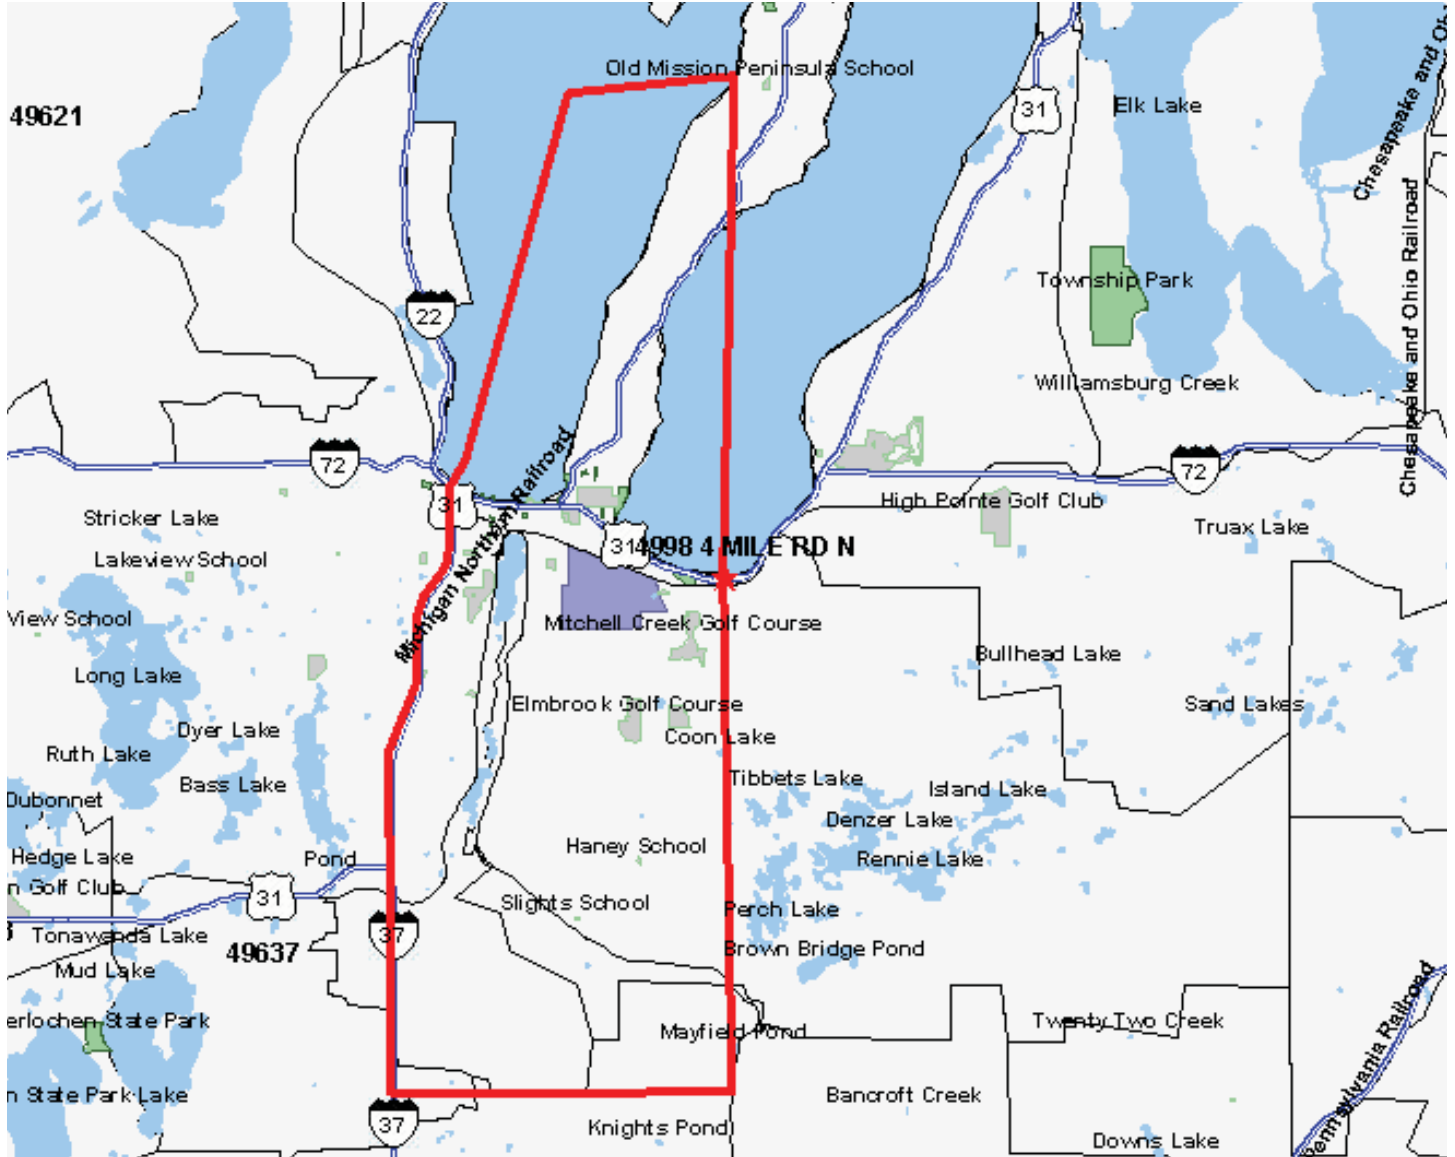 Old Mission Peninsula School
Chesapeake and Oh
31
Elk Lake
49621
Chesapeake and Ohio Railroad
Township Park
22
Williamsburg Creek
72
Michigan Northern Railroad
72
31
High Pointe Golf Club
Stricker Lake
Truax Lake
31
4998 4 MILE RD N
Lakeview School
View School
Mitchell Creek Golf Course
Bullhead Lake
Long Lake
Elmbrook Golf Course
Sand Lakes
Dyer Lake
Coon Lake
Ruth Lake
Bass Lake
Tibbets Lake
Island Lake
Dubonnet
Denzer Lake
Haney School
Hedge Lake
Pond
Rennie Lake
n Golf Club
31
Slights School
Perch Lake
Tonawanda Lake
37
49637
Brown Bridge Pond
Mud Lake
erlochen State Park
Mayfield Pond
Twenty Two Creek
Pennsylvania Railroad
n State Park Lake
Bancroft Creek
37
Knights Pond
Downs Lake